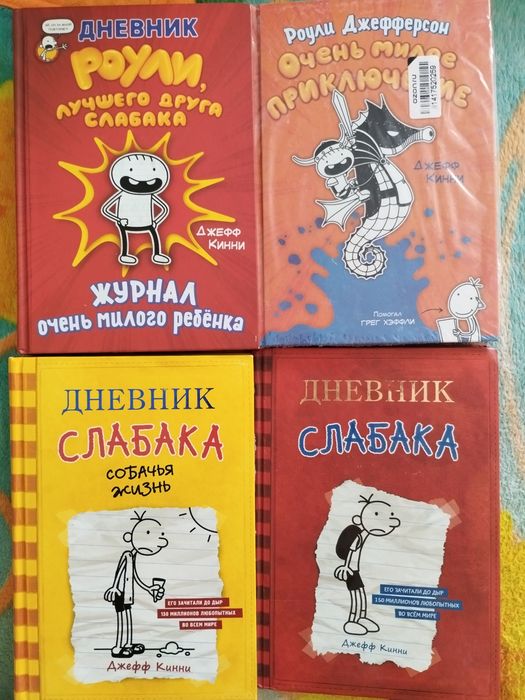 ДНЕВНИК
РОУЛИ,
ЛУЧШЕГО ДРУГА
СЛАБАКА
ДЖЕФФ
КИННИ
ЖУРНАЛ
ОЧЕНЬ МИЛОГО РЕБЁНКА
РОУЛИ ДЖЕФФЕРСОН
ОЧЕНЬ МИЛОЕ
ПРИКЛЮЧЕНИЕ
ozon.ru
ДЖЕФФ
КИННИ
ПОМОГАЛ
ГРЕГ ХЭФФЛИ
ДНЕВНИК
СЛАБАКА
СОБАЧЬЯ
ЖИЗНЬ
ЕГО ЗАЧИТАЛИ ДО ДЫР
150 МИЛЛИОНОВ ЛЮБОПЫТНЫХ
ВО ВСЕМ МИРЕ
ДЖЕФФ КИННИ
ДНЕВНИК
СЛАБАКА
ЕГО ЗАЧИТАЛИ ДО ДЫР
150 МИЛЛИОНОВ ЛЮБОПЫТНЫХ
ВО ВСЕМ МИРЕ
ДЖЕФФ КИННИ